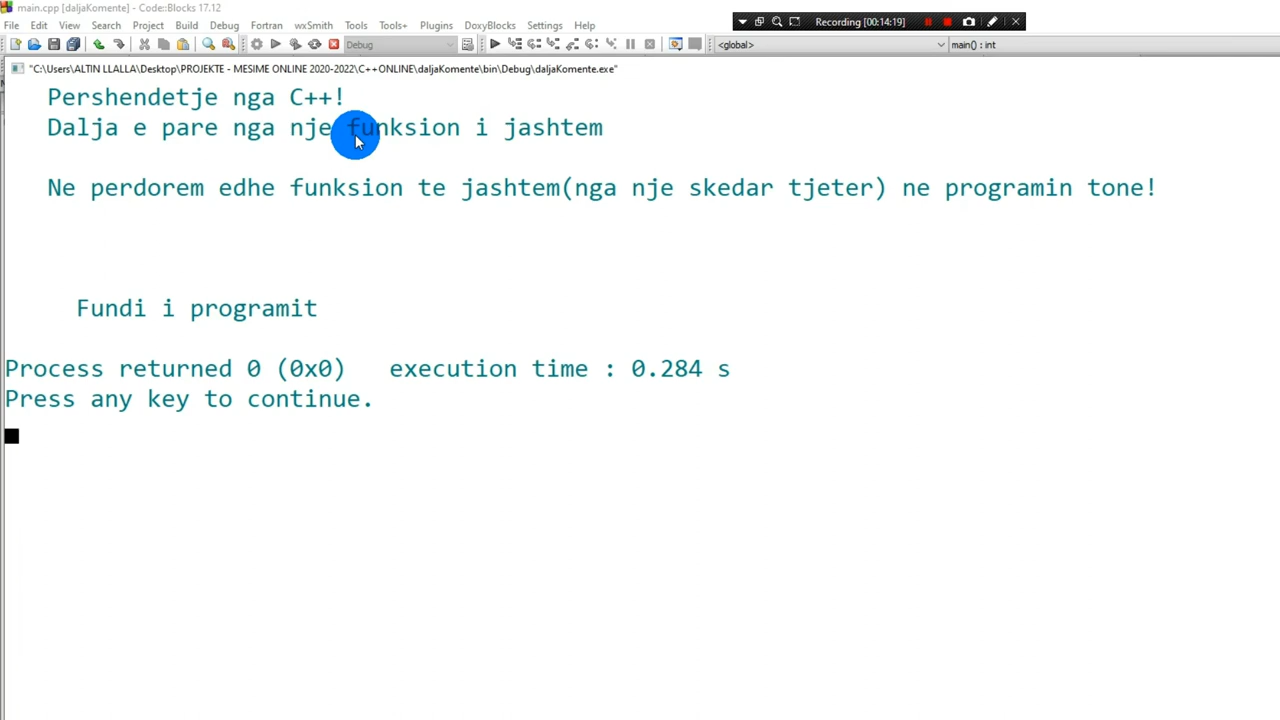 main.cpp [daljaKomente] - Code::Blocks 17.12
Recording [00:14:19]
File Edit View Search Project Build Debug Fortran wxSmith Tools Tools+ Plugins DoxyBlocks Settings Help
Debug <global> main() : int
"C:\Users\ALTIN LLALLA\Desktop\PROJEKTE - MESIME ONLINE 2020-2022\C++ONLINE\daljaKomente\bin\Debug\daljaKomente.exe"
Pershendetje nga C++!
Dalja e pare nga nje funksion i jashtem
Ne perdorem edhe funksion te jashtem(nga nje skedar tjeter) ne programin tone!
Fundi i programit
Process returned 0 (0x0) execution time : 0.284 s
Press any key to continue.